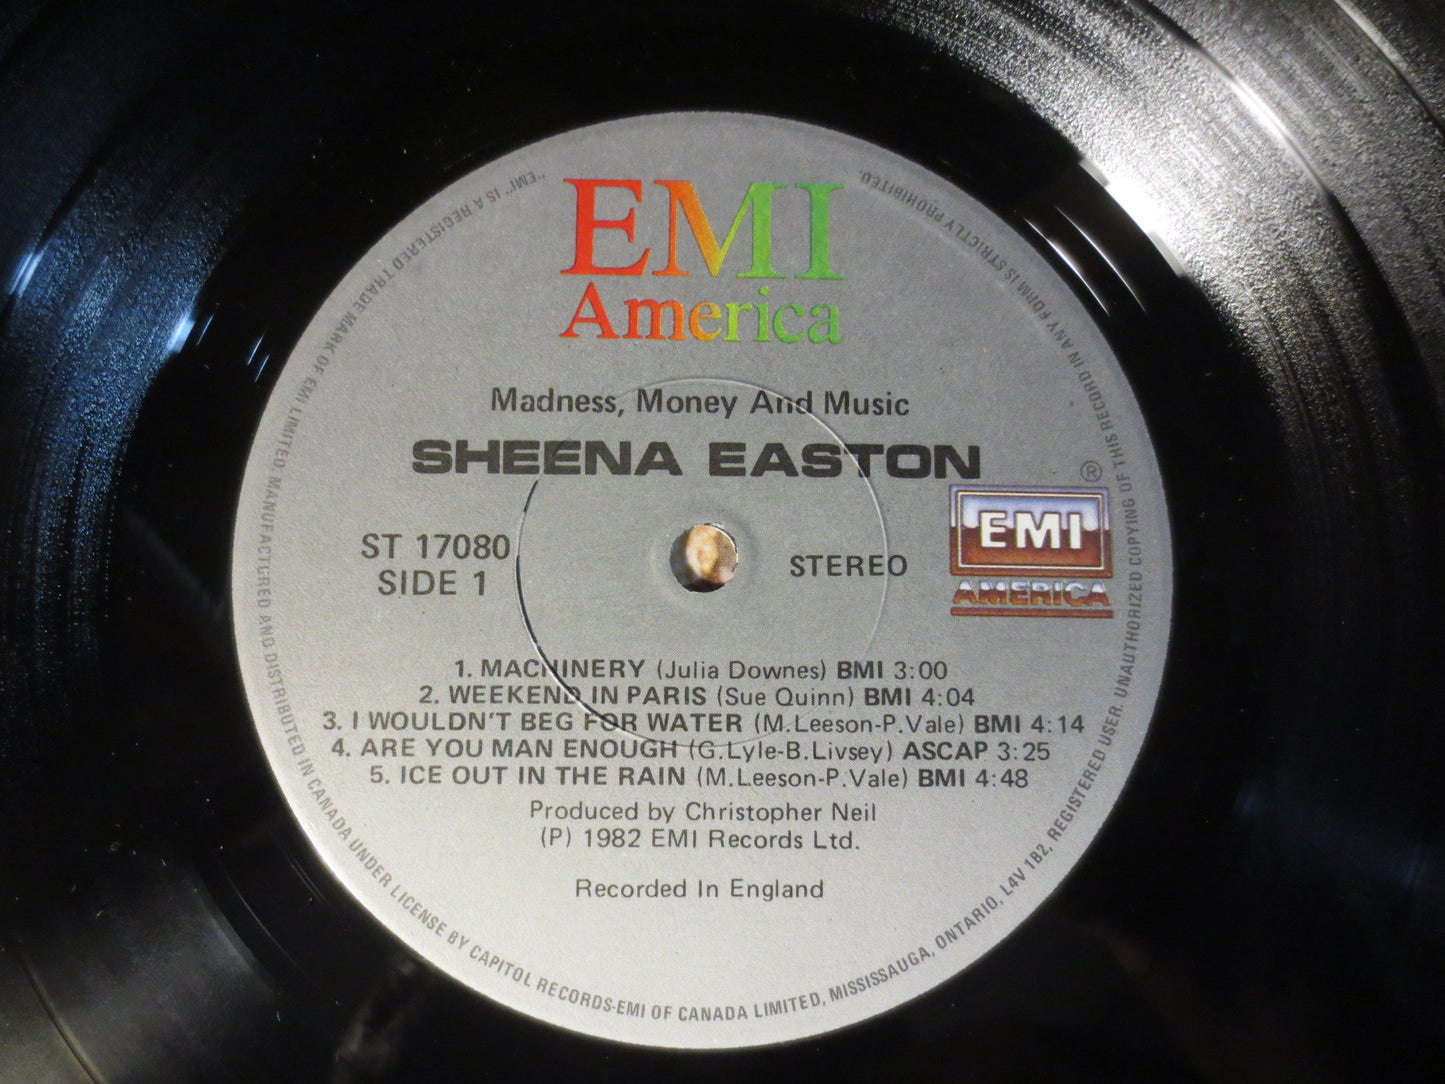 EMI
America
Madness, Money And Music
SHEENA EASTON
®
ST 17080
SIDE 1
STEREO
EMI
AMERICA
1. MACHINERY (Julia Downes) BMI 3:00
2. WEEKEND IN PARIS (Sue Quinn) BMI 4:04
3. I WOULDN'T BEG FOR WATER (M.Leeson-P.Vale) BMI 4:14
4. ARE YOU MAN ENOUGH (G.Lyle-B.Livsey) ASCAP 3:25
5. ICE OUT IN THE RAIN (M.Leeson-P.Vale) BMI 4:48
Produced by Christopher Neil
(P) 1982 EMI Records Ltd.
Recorded In England
"EMI" IS A REGISTERED TRADE MARK OF EMI LIMITED. MANUFACTURED AND DISTRIBUTED IN CANADA UNDER LICENSE BY CAPITOL RECORDS-EMI OF CANADA LIMITED, MISSISSAUGA, ONTARIO, L4V 1B2, REGISTERED USER. UNAUTHORIZED COPYING OF THIS RECORD IN ANY FORM IS STRICTLY PROHIBITED.